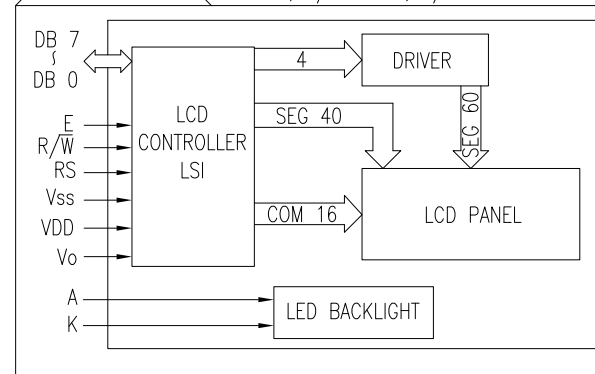 DB 7
∫
DB 0
E
R/W̅
RS
Vss
VDD
Vo
A
K
LCD
CONTROLLER
LSI
4
SEG 40
COM 16
DRIVER
SEG 60
LCD PANEL
LED BACKLIGHT